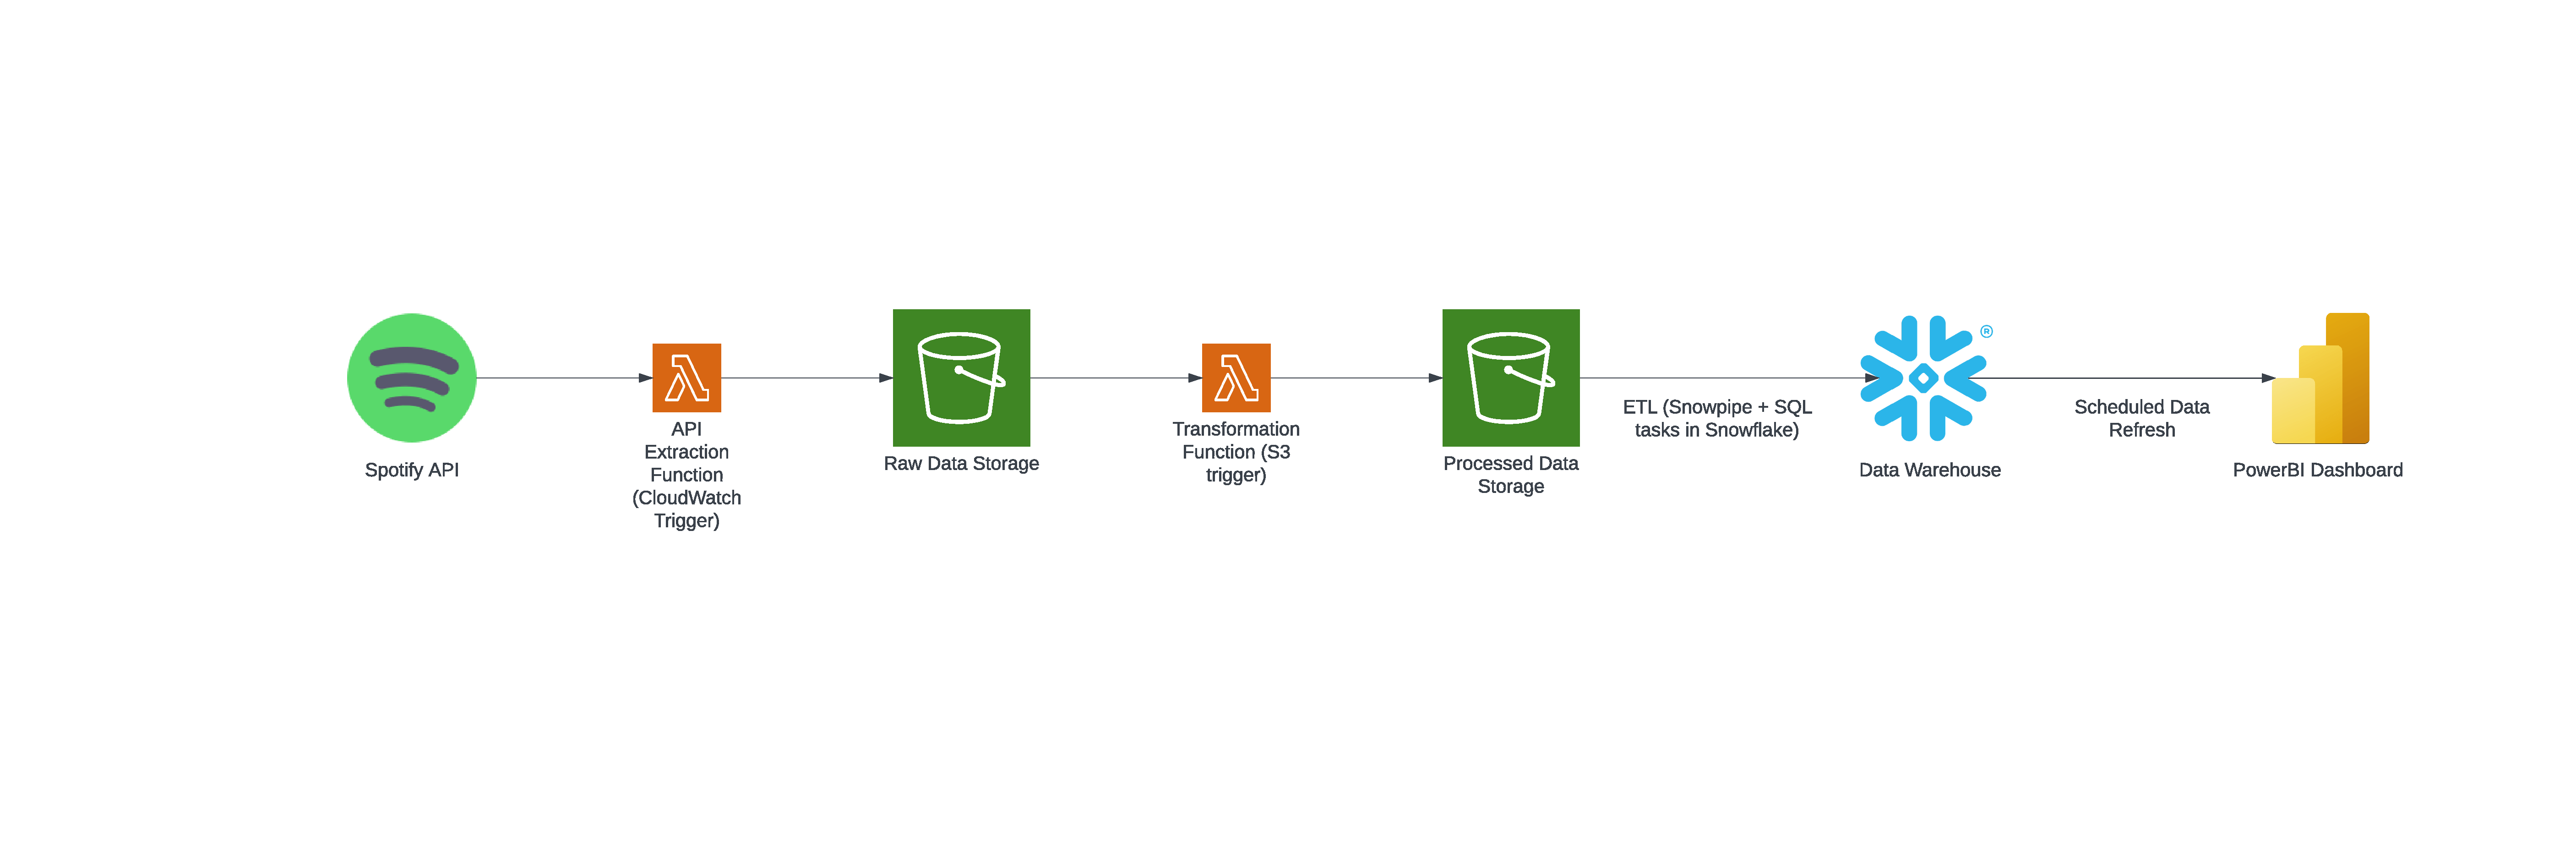 Spotify API
API
Extraction
Function
(CloudWatch
Trigger)
Raw Data Storage
Transformation
Function (S3
trigger)
Processed Data
Storage
ETL (Snowpipe + SQL
tasks in Snowflake)
®
Data Warehouse
Scheduled Data
Refresh
PowerBI Dashboard